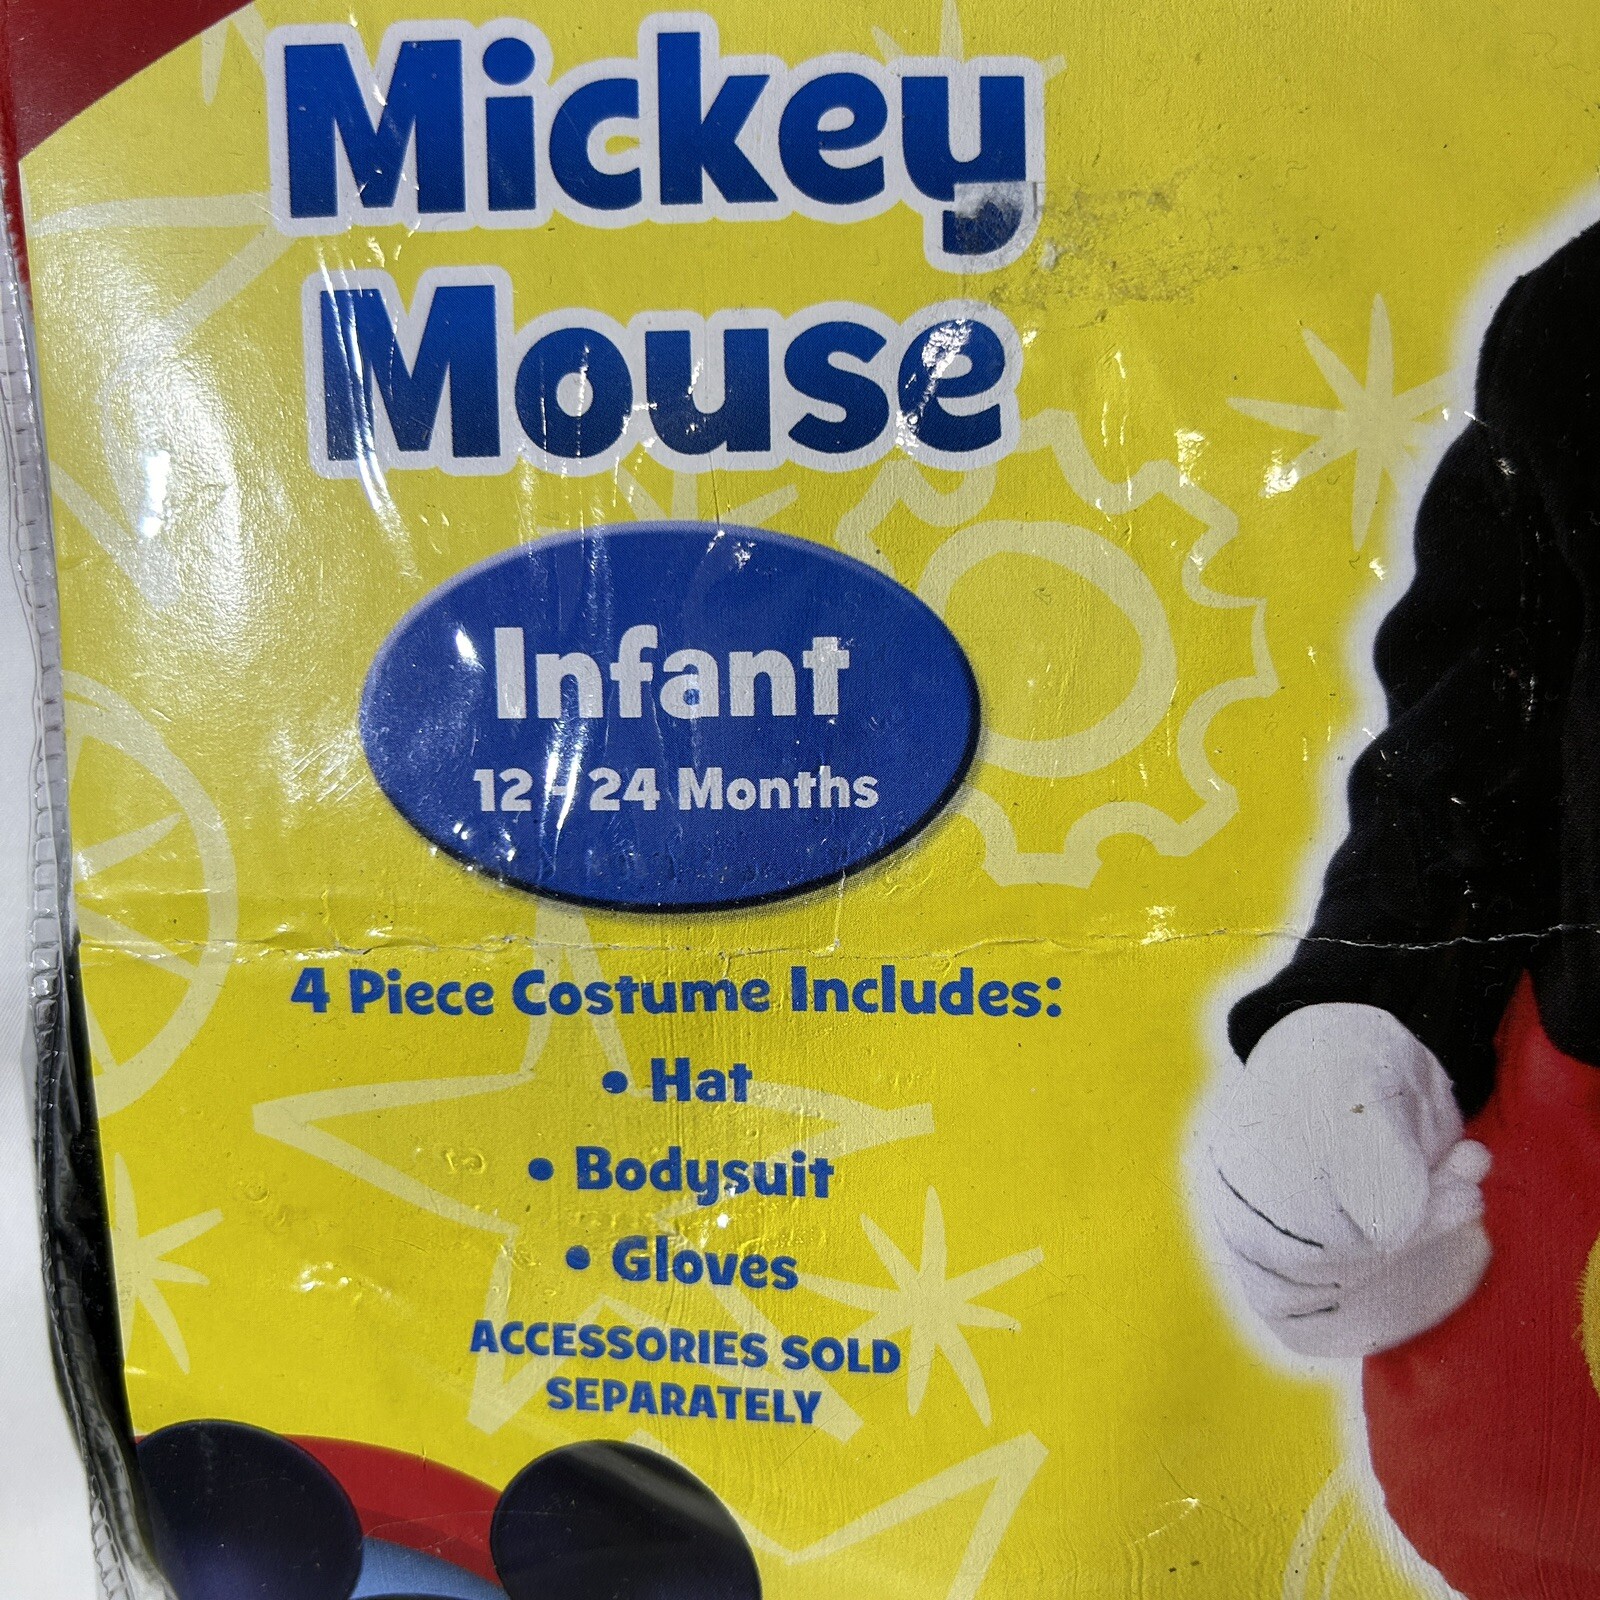 Mickey
Mouse
Infant
12 - 24 Months
4 Piece Costume Includes:
• Hat
• Bodysuit
• Gloves
ACCESSORIES SOLD
SEPARATELY